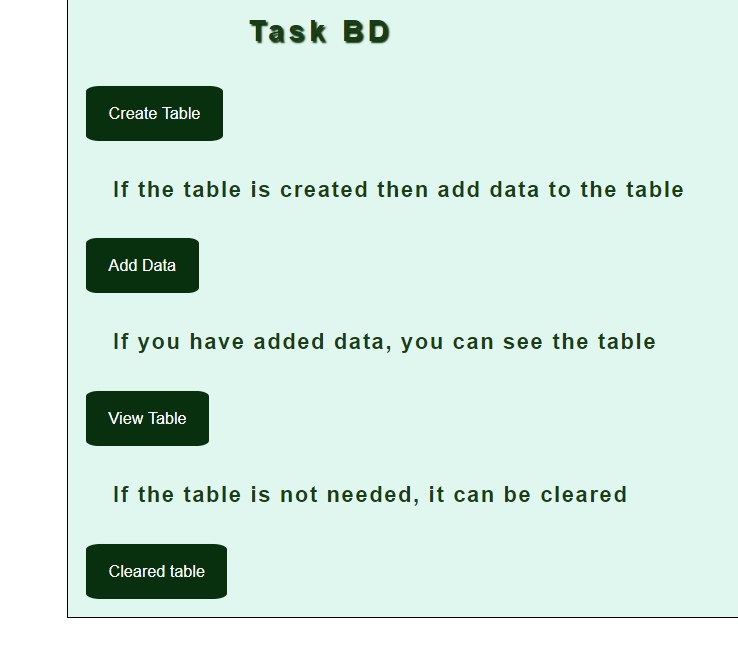 Task BD
Create Table
If the table is created then add data to the table
Add Data
If you have added data, you can see the table
View Table
If the table is not needed, it can be cleared
Cleared table